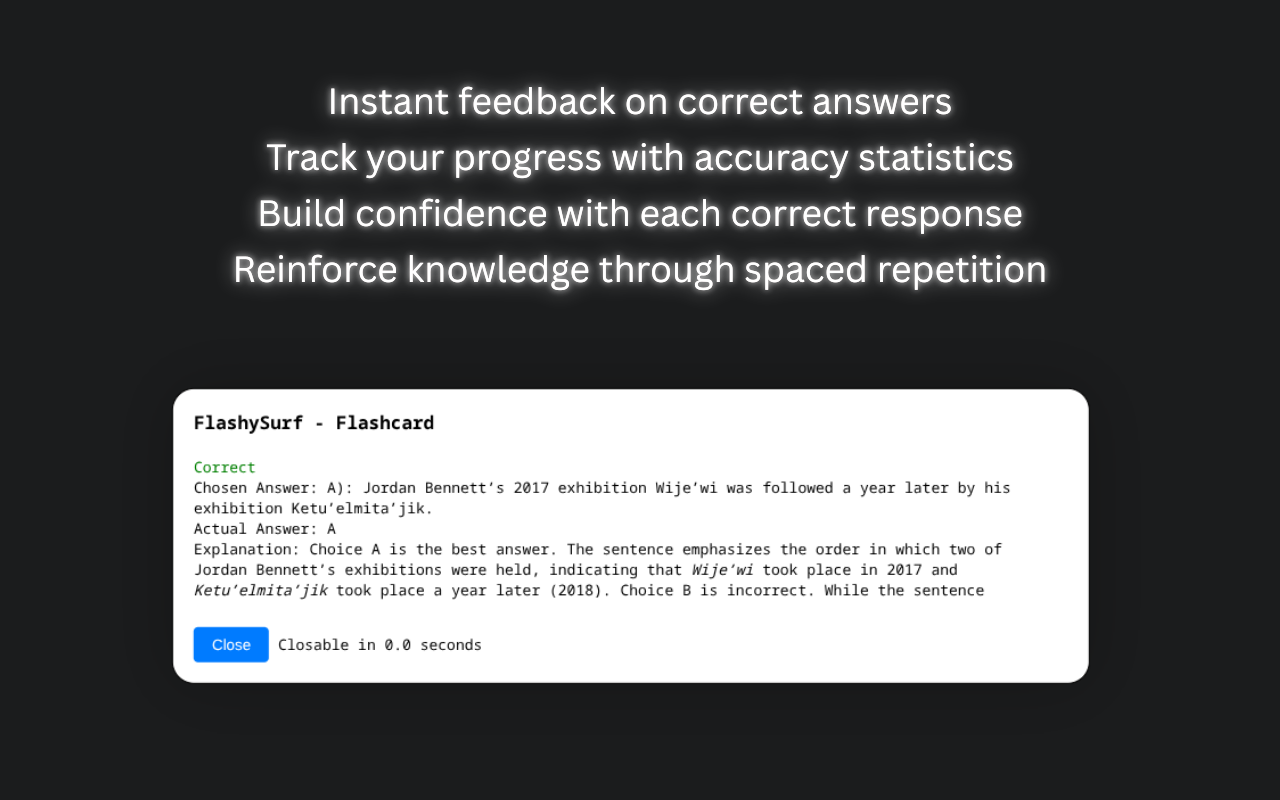 Instant feedback on correct answers
Track your progress with accuracy statistics
Build confidence with each correct response
Reinforce knowledge through spaced repetition
FlashySurf - Flashcard
Correct
Chosen Answer: A): Jordan Bennett’s 2017 exhibition Wije’wi was followed a year later by his
exhibition Ketu’elmita’jik.
Actual Answer: A
Explanation: Choice A is the best answer. The sentence emphasizes the order in which two of
Jordan Bennett’s exhibitions were held, indicating that Wije’wi took place in 2017 and
Ketu’elmita’jik took place a year later (2018). Choice B is incorrect. While the sentence
Close Closable in 0.0 seconds